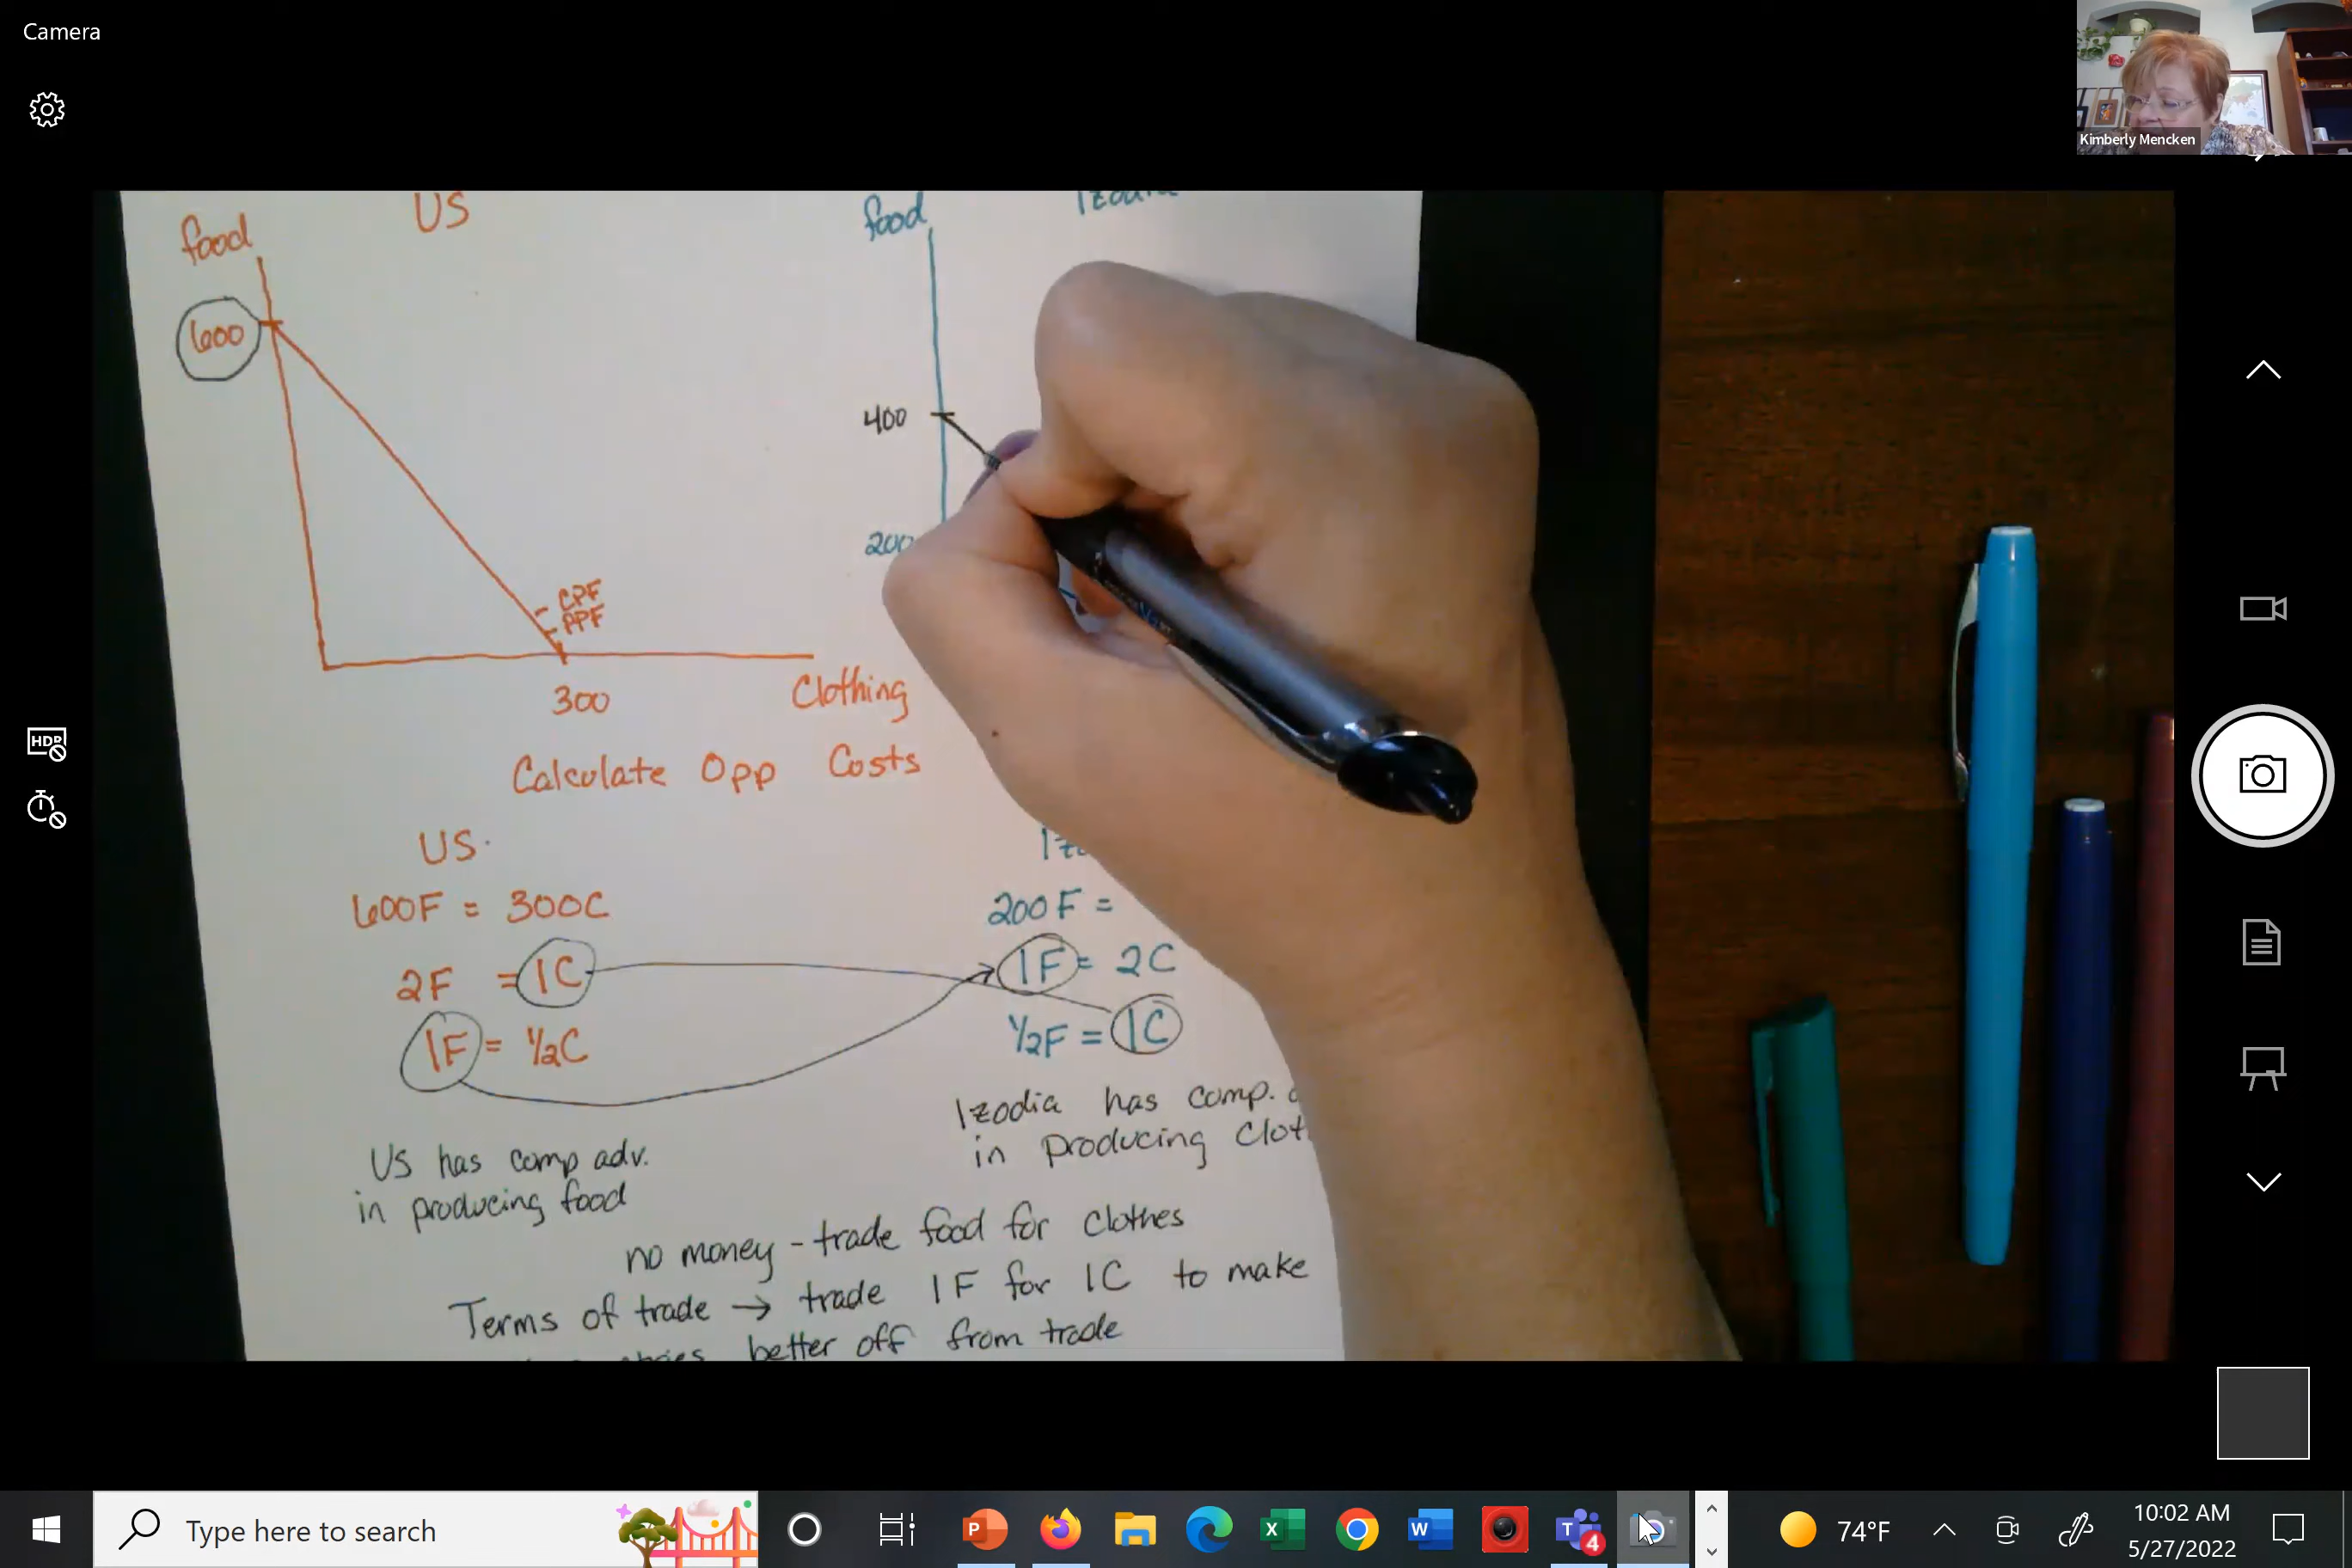 Camera
Kimberly Mencken
US
food
600
CPF
PPF
300
Clothing
food
400
200
Calculate Opp Costs
US
600F = 300C
2F = 1C
1F = ½C
US has comp adv.
in producing food
200F =
1F = 2C
½F = 1C
Izodia has comp.
in producing
no money - trade food for clothes
Terms of trade → trade 1F for 1C to make
better off from trade
HDR
Type here to search
P
X
W
T
4
74°F
10:02 AM
5/27/2022